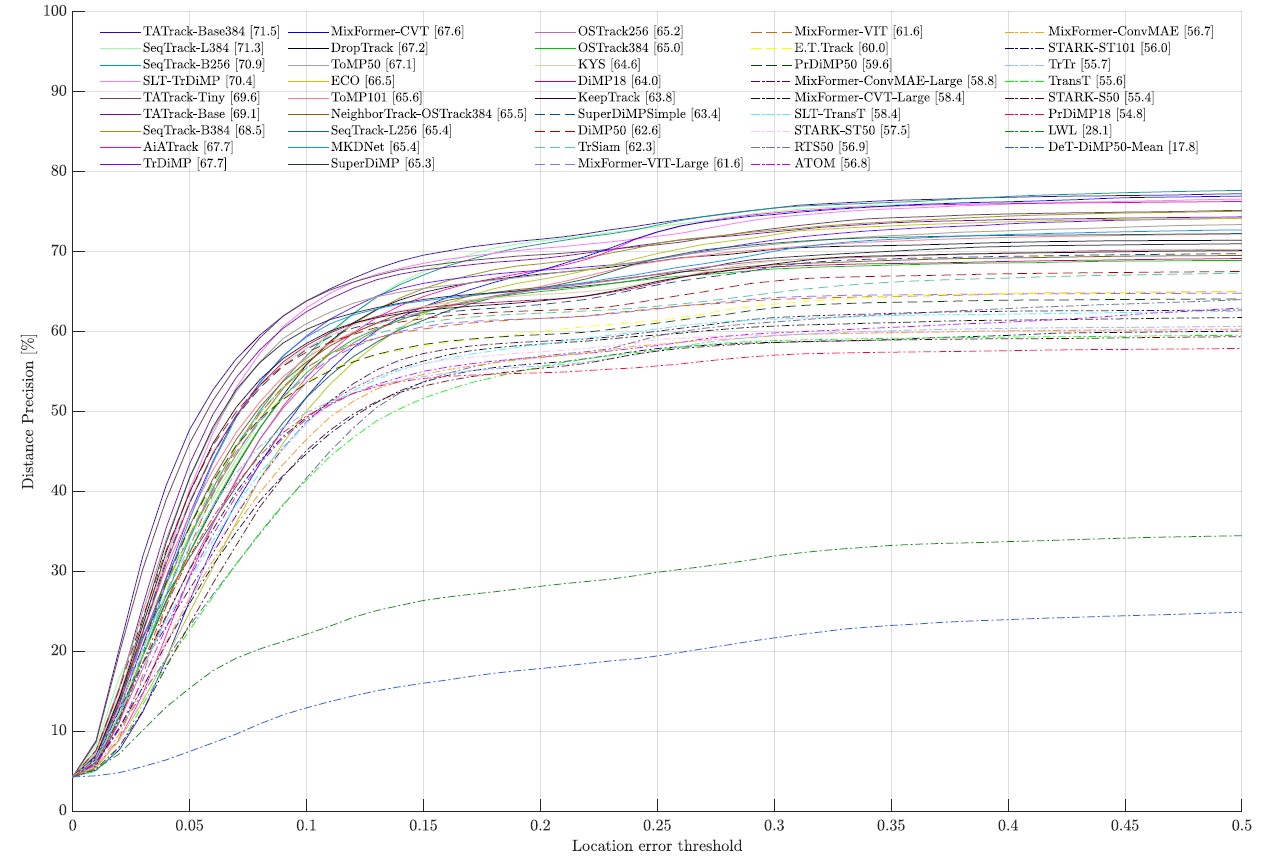 100
90
80
70
60
50
40
30
20
10
0
Distance Precision [%]
TATrack-Base384 [71.5]
SeqTrack-L384 [71.3]
SeqTrack-B256 [70.9]
SLT-TrDiMP [70.4]
TATrack-Tiny [69.6]
TATrack-Base [69.1]
SeqTrack-B384 [68.5]
AiATrack [67.7]
TrDiMP [67.7]
MixFormer-CVT [67.6]
DropTrack [67.2]
ToMP50 [67.1]
ECO [66.5]
ToMP101 [65.6]
NeighborTrack-OSTrack384 [65.5]
SeqTrack-L256 [65.4]
MKDNet [65.4]
SuperDiMP [65.3]
OSTrack256 [65.2]
OSTrack384 [65.0]
KYS [64.6]
DiMP18 [64.0]
KeepTrack [63.8]
SuperDiMPSimple [63.4]
DiMP50 [62.6]
TrSiam [62.3]
MixFormer-VIT-Large [61.6]
MixFormer-VIT [61.6]
E.T.Track [60.0]
PrDiMP50 [59.6]
MixFormer-ConvMAE-Large [58.8]
MixFormer-CVT-Large [58.4]
SLT-TransT [58.4]
STARK-ST50 [57.5]
RTS50 [56.9]
ATOM [56.8]
MixFormer-ConvMAE [56.7]
STARK-ST101 [56.0]
TrTr [55.7]
TransT [55.6]
STARK-S50 [55.4]
PrDiMP18 [54.8]
LWL [28.1]
DeT-DiMP50-Mean [17.8]
0
0.05
0.1
0.15
0.2
0.25
0.3
0.35
0.4
0.45
0.5
Location error threshold